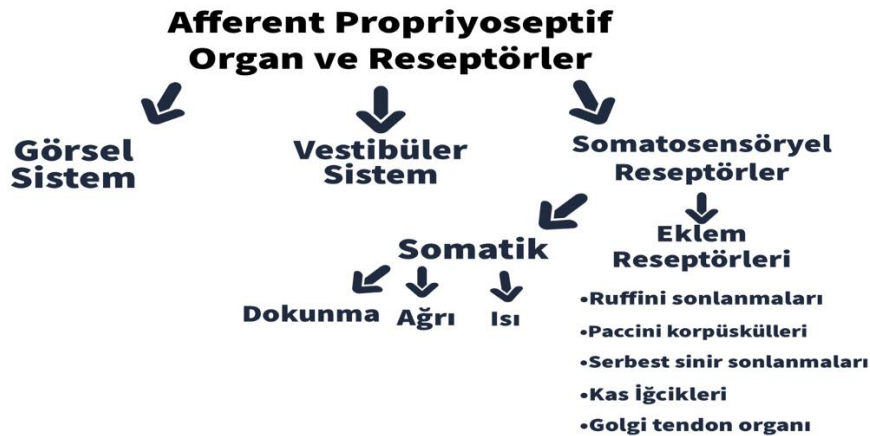 Afferent Propriyoseptif
Organ ve Reseptörler
Görsel
Sistem
Vestibüler
Sistem
Somatosensöryel
Reseptörler
Somatik
Dokunma
Ağrı
Isı
Eklem
Reseptörleri
•Ruffini sonlanmaları
•Paccini korpüskülleri
•Serbest sinir sonlanmaları
•Kas İğcikleri
•Golgi tendon organı